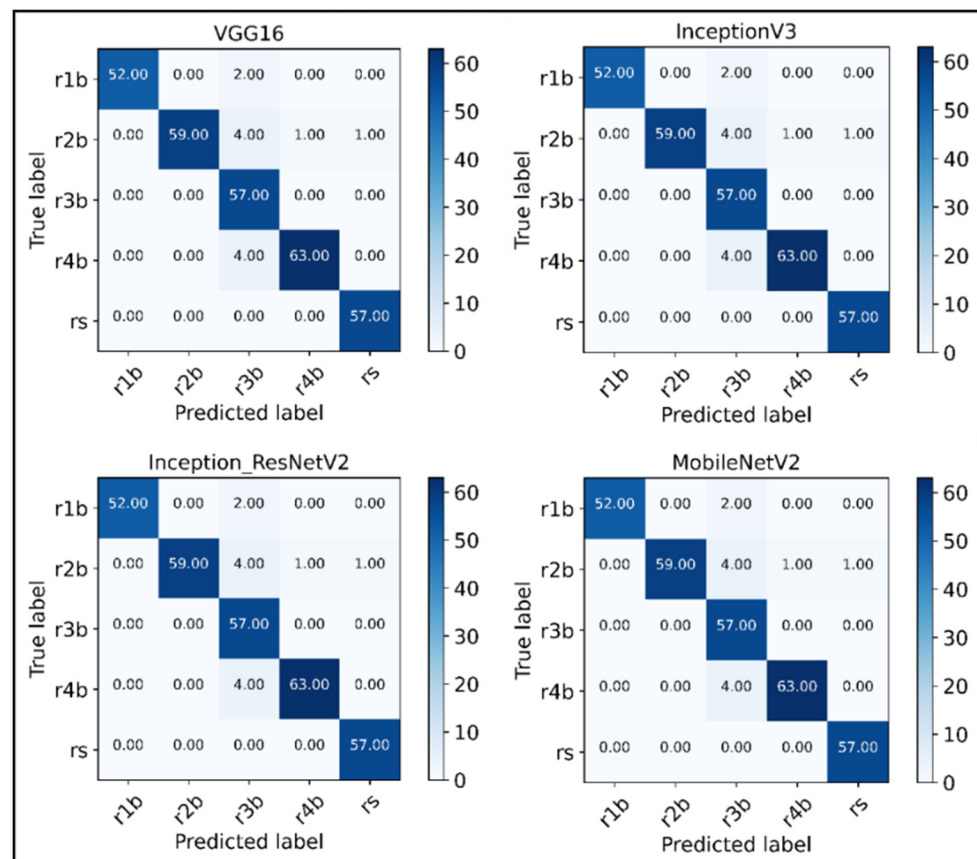 VGG16
r1b 52.00 0.00 2.00 0.00 0.00
r2b 0.00 59.00 4.00 1.00 1.00
r3b 0.00 0.00 57.00 0.00 0.00
r4b 0.00 0.00 4.00 63.00 0.00
rs 0.00 0.00 0.00 0.00 57.00
True label
r1b r2b r3b r4b rs
Predicted label
60
50
40
30
20
10
0
InceptionV3
r1b 52.00 0.00 2.00 0.00 0.00
r2b 0.00 59.00 4.00 1.00 1.00
r3b 0.00 0.00 57.00 0.00 0.00
r4b 0.00 0.00 4.00 63.00 0.00
rs 0.00 0.00 0.00 0.00 57.00
True label
r1b r2b r3b r4b rs
Predicted label
60
50
40
30
20
10
0
Inception_ResNetV2
r1b 52.00 0.00 2.00 0.00 0.00
r2b 0.00 59.00 4.00 1.00 1.00
r3b 0.00 0.00 57.00 0.00 0.00
r4b 0.00 0.00 4.00 63.00 0.00
rs 0.00 0.00 0.00 0.00 57.00
True label
r1b r2b r3b r4b rs
Predicted label
60
50
40
30
20
10
0
MobileNetV2
r1b 52.00 0.00 2.00 0.00 0.00
r2b 0.00 59.00 4.00 1.00 1.00
r3b 0.00 0.00 57.00 0.00 0.00
r4b 0.00 0.00 4.00 63.00 0.00
rs 0.00 0.00 0.00 0.00 57.00
True label
r1b r2b r3b r4b rs
Predicted label
60
50
40
30
20
10
0